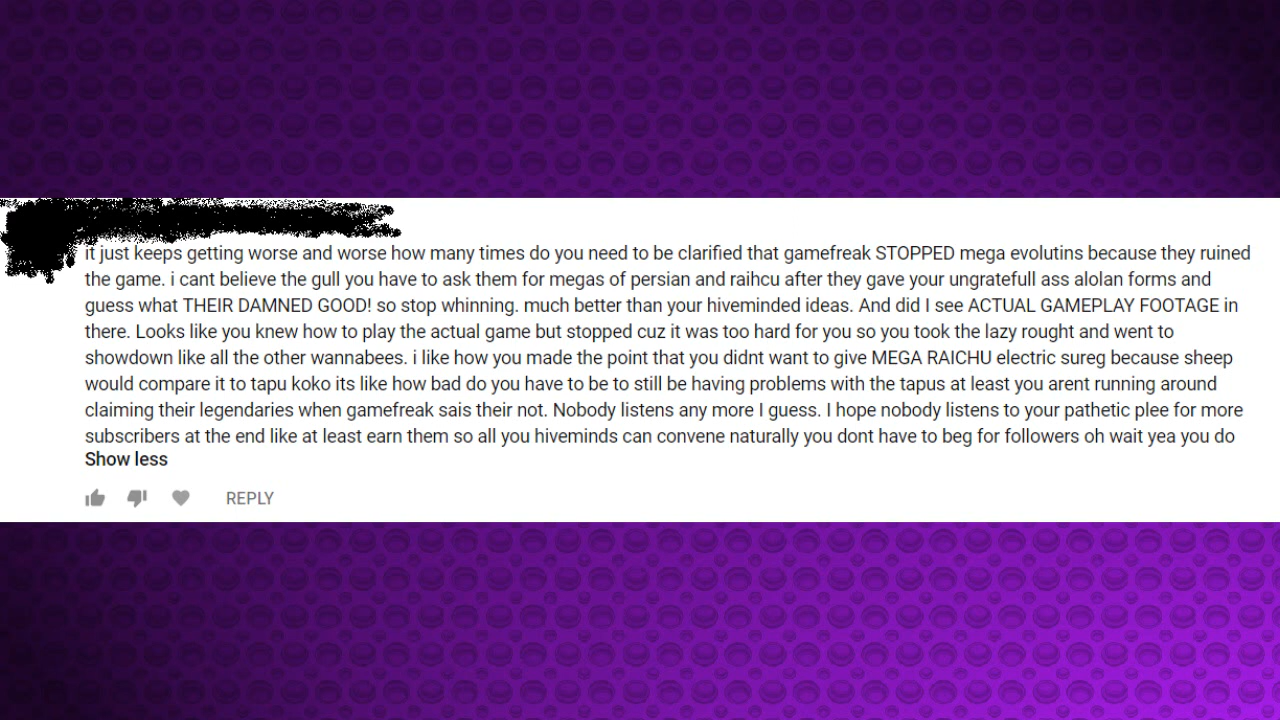 it just keeps getting worse and worse how many times do you need to be clarified that gamefreak STOPPED mega evolutins because they ruined
the game. i cant believe the gull you have to ask them for megas of persian and raihcu after they gave your ungratefull ass alolan forms and
guess what THEIR DAMNED GOOD! so stop whinning. much better than your hiveminded ideas. And did I see ACTUAL GAMEPLAY FOOTAGE in
there. Looks like you knew how to play the actual game but stopped cuz it was too hard for you so you took the lazy rought and went to
showdown like all the other wannabees. i like how you made the point that you didnt want to give MEGA RAICHU electric sureg because sheep
would compare it to tapu koko its like how bad do you have to be to still be having problems with the tapus at least you arent running around
claiming their legendaries when gamefreak sais their not. Nobody listens any more I guess. I hope nobody listens to your pathetic plee for more
subscribers at the end like at least earn them so all you hiveminds can convene naturally you dont have to beg for followers oh wait yea you do
Show less
REPLY